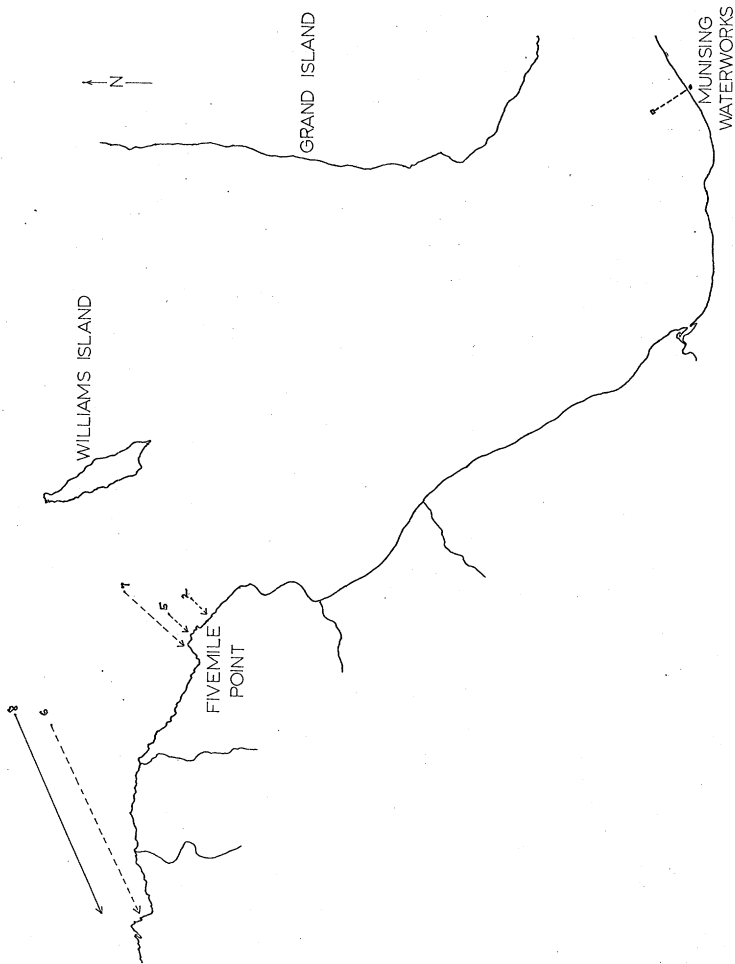 N
GRAND ISLAND
WILLIAMS ISLAND
MUNISING
WATERWORKS
FIVEMILE
POINT
7
5
2
8
6